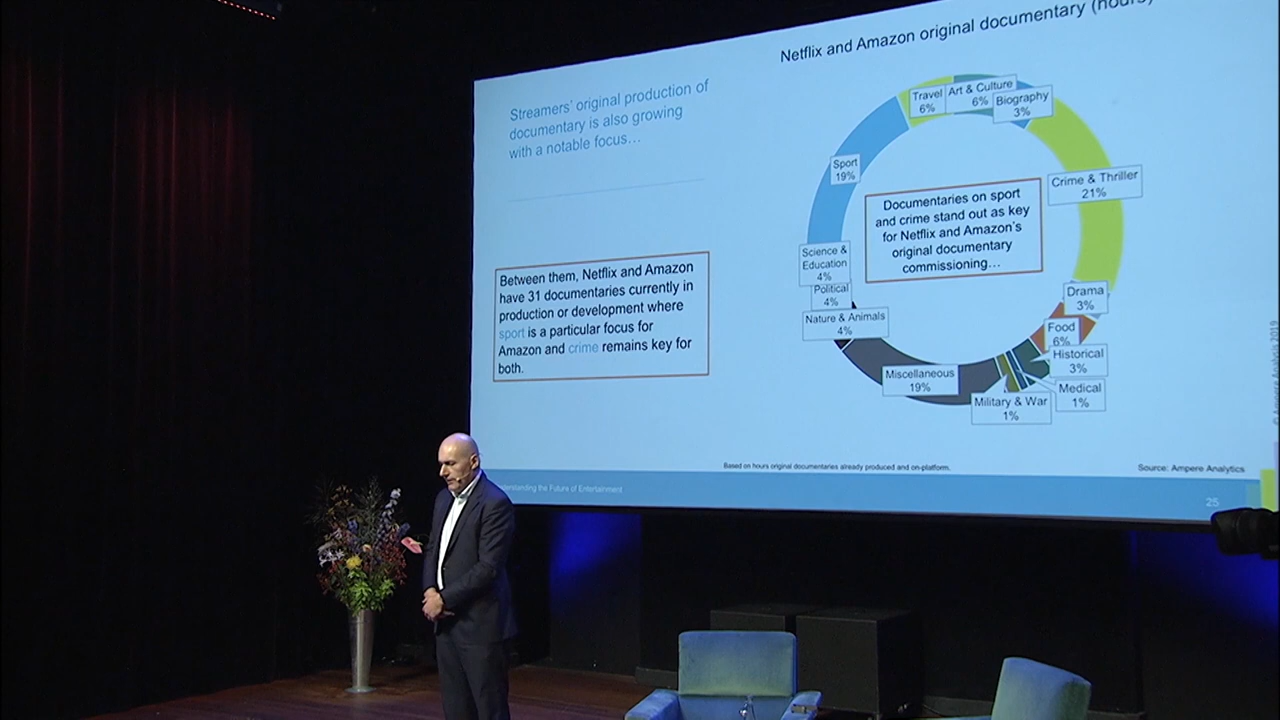 Netflix and Amazon original documentary (hours)
Streamers' original production of
documentary is also growing
with a notable focus…
Between them, Netflix and Amazon
have 31 documentaries currently in
production or development where
sport is a particular focus for
Amazon and crime remains key for
both.
Travel
6%
Art & Culture
6%
Biography
3%
Crime & Thriller
21%
Drama
3%
Food
6%
Historical
3%
Medical
1%
Military & War
1%
Miscellaneous
19%
Nature & Animals
4%
Political
4%
Science &
Education
4%
Sport
19%
Documentaries on sport
and crime stand out as key
for Netflix and Amazon's
original documentary
commissioning…
Based on hours original documentaries already produced and on-platform.
Source: Ampere Analytics
the Future of Entertainment
25
2019